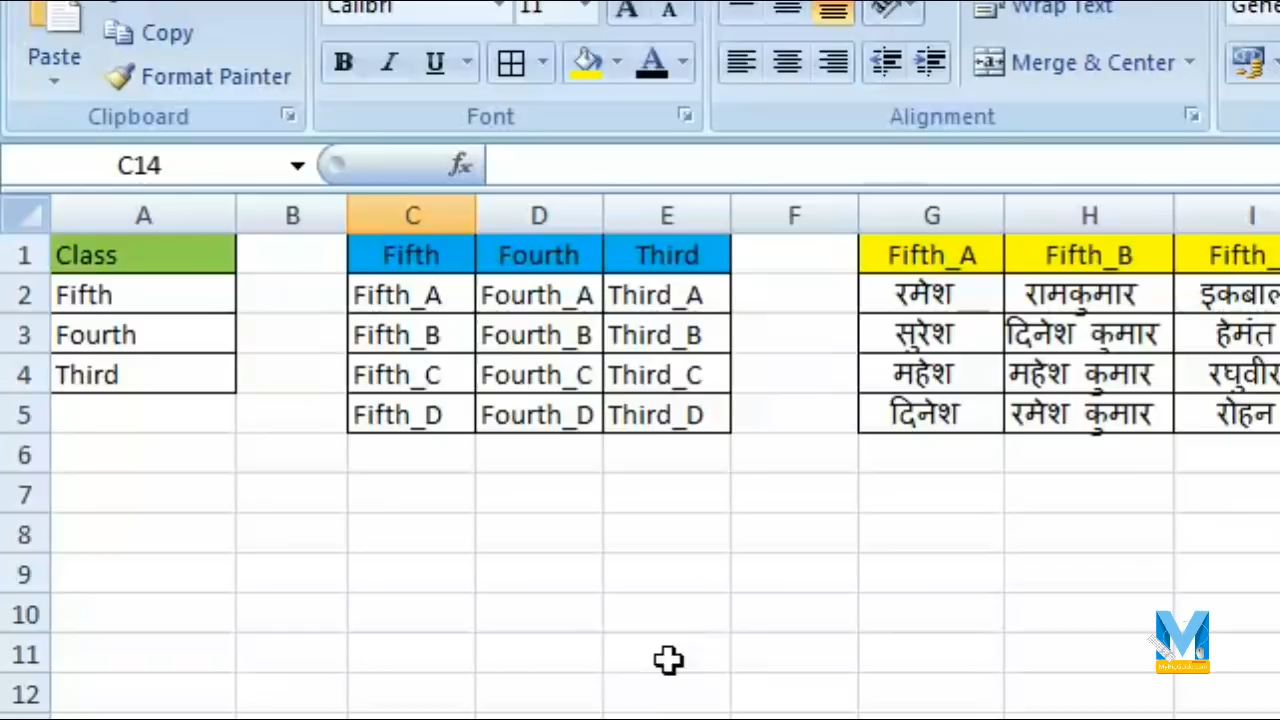 Calibri 11 A A Wrap Text
Paste Copy
Format Painter B I U A Merge & Center
Clipboard Font Alignment
C14 fx
A B C D E F G H I
1 Class Fifth Fourth Third Fifth_A Fifth_B Fifth_
2 Fifth Fifth_A Fourth_A Third_A रमेश रामकुमार इकबाल
3 Fourth Fifth_B Fourth_B Third_B सुरेश दिनेश कुमार हेमंत
4 Third Fifth_C Fourth_C Third_C महेश महेश कुमार रघुवीर
5 Fifth_D Fourth_D Third_D दिनेश रमेश कुमार रोहन
6
7
8
9
10
11
12